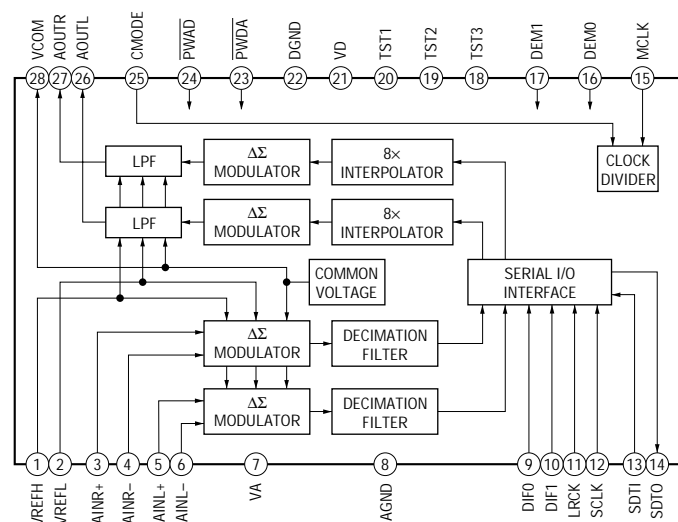 VCOM
AOUTR
AOUTL
CMODE
PWAD
PWDA
DGND
VD
TST1
TST2
TST3
DEM1
DEM0
MCLK
28
27
26
25
24
23
22
21
20
19
18
17
16
15
LPF
ΔΣ
MODULATOR
8×
INTERPOLATOR
CLOCK
DIVIDER
LPF
ΔΣ
MODULATOR
8×
INTERPOLATOR
COMMON
VOLTAGE
SERIAL I/O
INTERFACE
ΔΣ
MODULATOR
DECIMATION
FILTER
ΔΣ
MODULATOR
DECIMATION
FILTER
1
2
3
4
5
6
7
8
9
10
11
12
13
14
VREFH
VREFL
AINR+
AINR−
AINL+
AINL−
VA
AGND
DIF0
DIF1
LRCK
SCLK
SDTI
SDTO